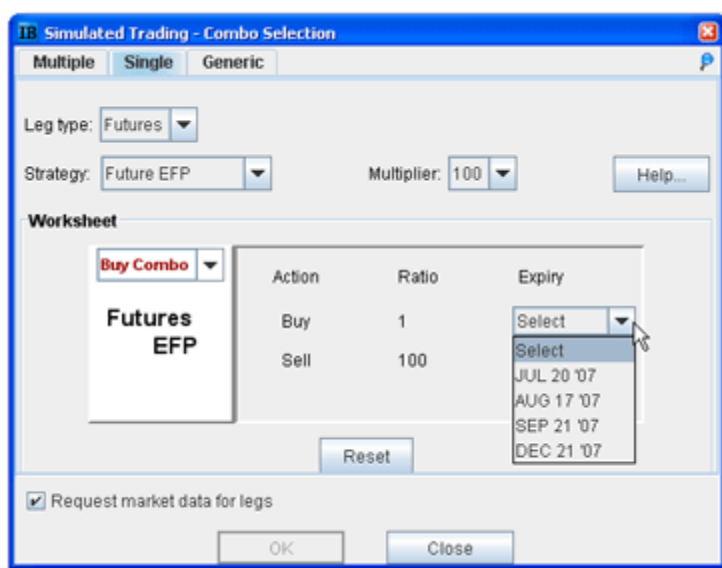 IB Simulated Trading - Combo Selection
Multiple Single Generic
Leg type: Futures
Strategy: Future EFP Multiplier: 100 Help...
Worksheet
Buy Combo
Futures
EFP
Action Ratio Expiry
Buy 1 Select
Sell 100
Select
JUL 20 '07
AUG 17 '07
SEP 21 '07
DEC 21 '07
Reset
Request market data for legs
OK Close